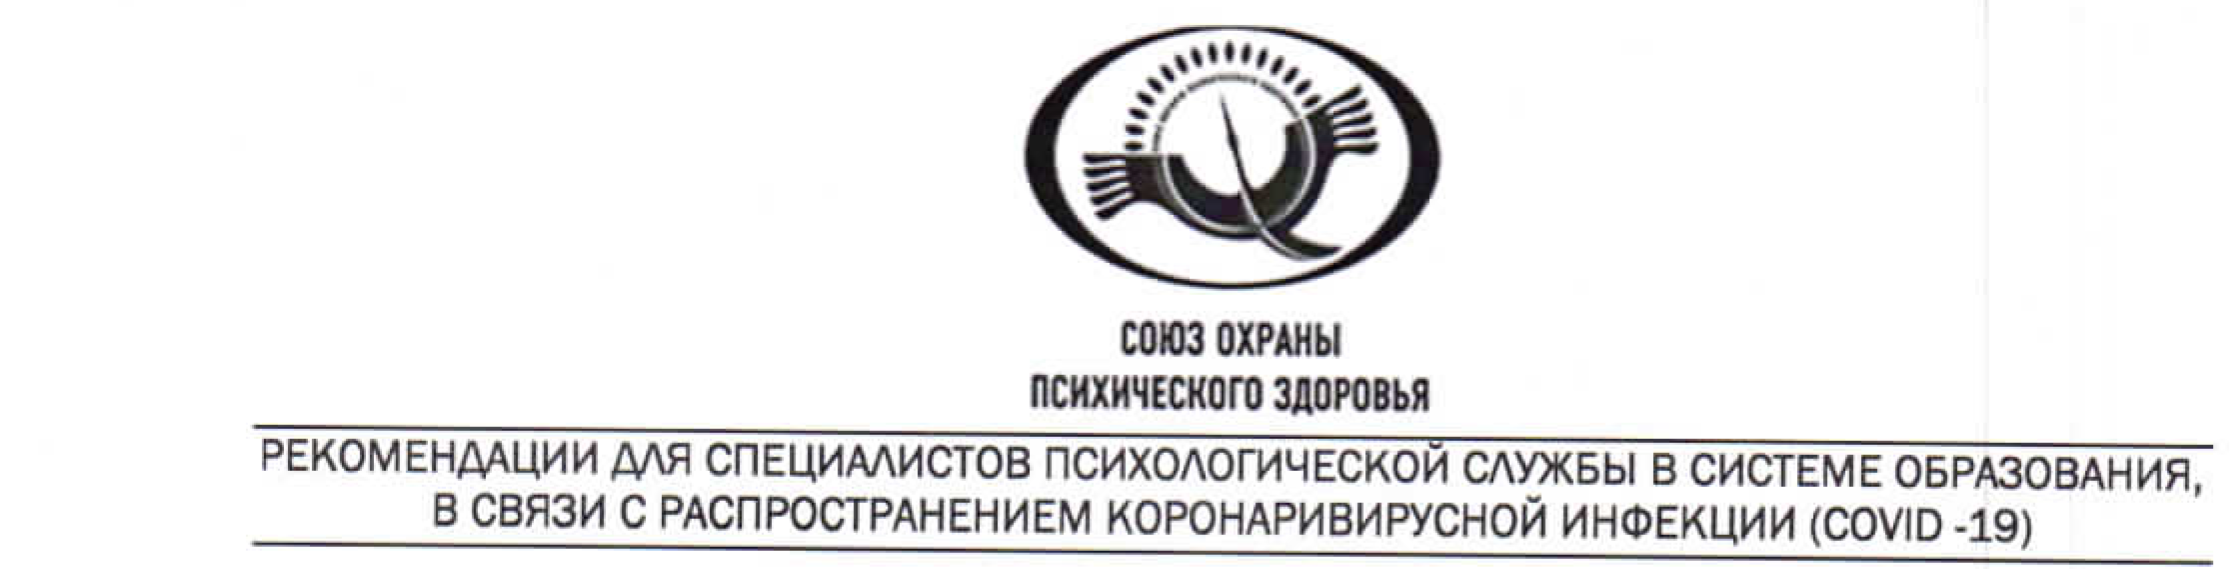 СОЮЗ ОХРАНЫ
ПСИХИЧЕСКОГО ЗДОРОВЬЯ
РЕКОМЕНДАЦИИ ДЛЯ СПЕЦИАЛИСТОВ ПСИХОЛОГИЧЕСКОЙ СЛУЖБЫ В СИСТЕМЕ ОБРАЗОВАНИЯ,
В СВЯЗИ С РАСПРОСТРАНЕНИЕМ КОРОНАРИВИРУСНОЙ ИНФЕКЦИИ (COVID -19)